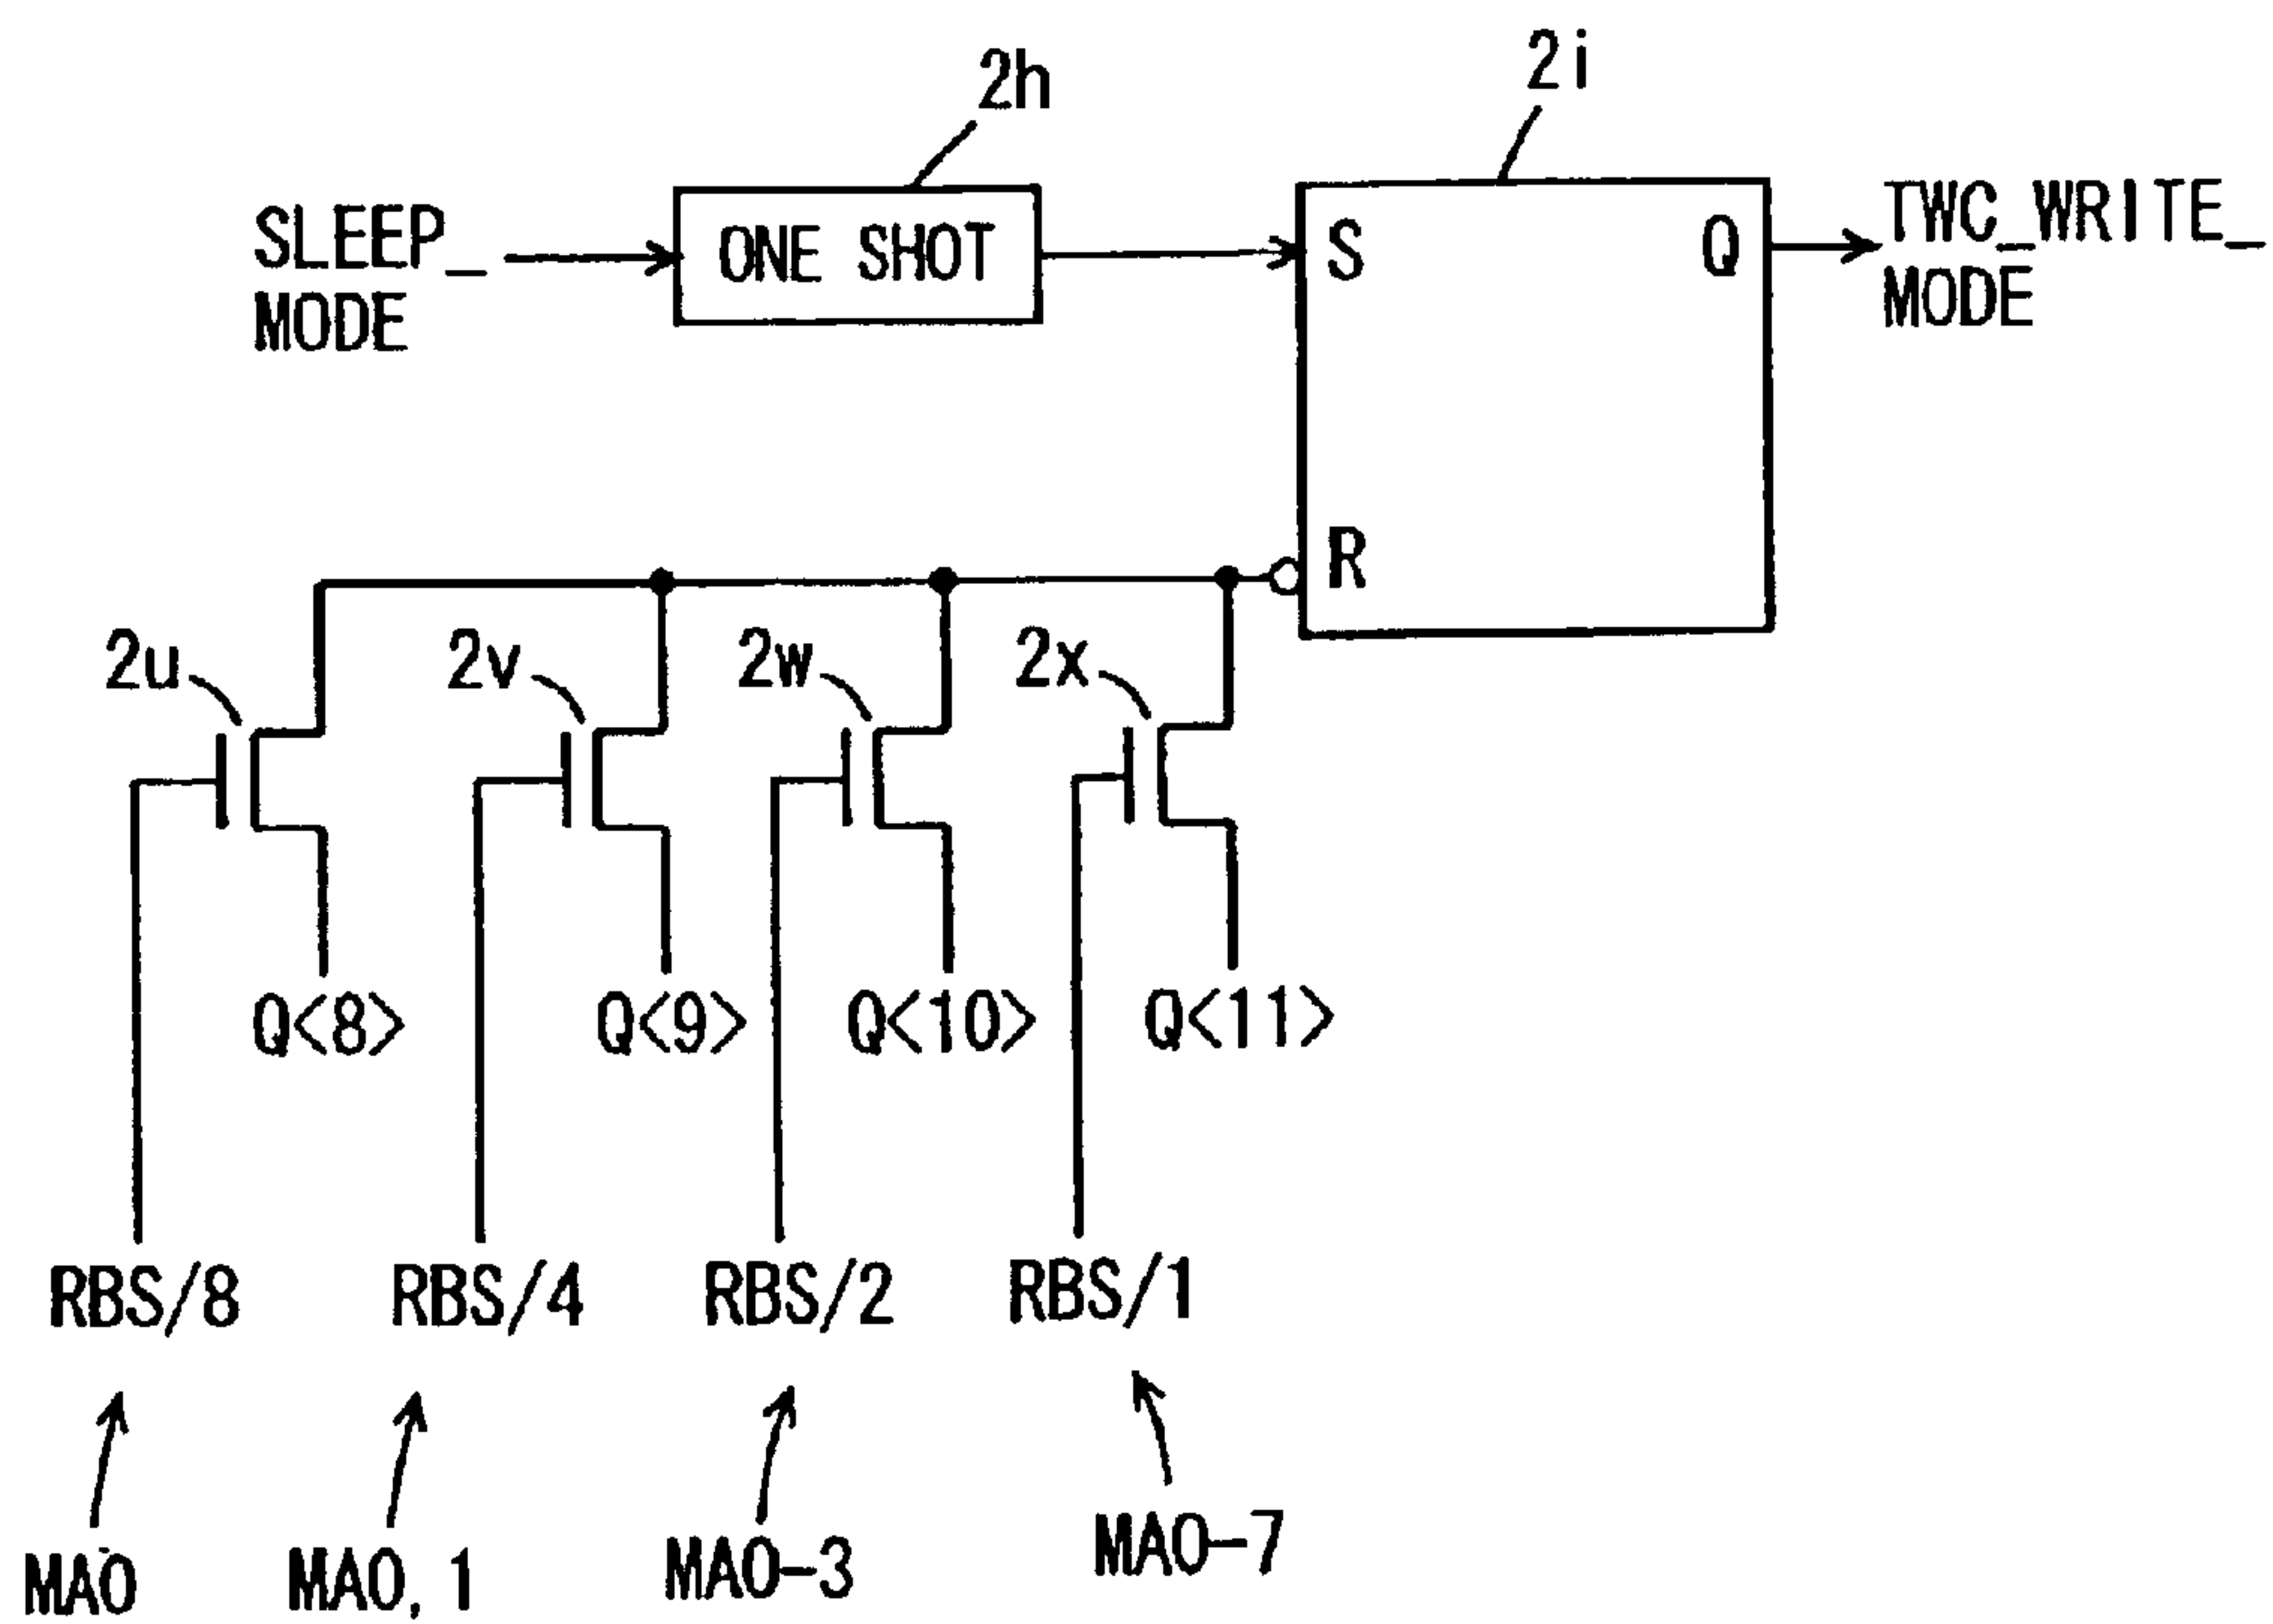 2h
2i
SLEEP_
MODE
ONE SHOT
S
Q
TWC_WRITE_
MODE
R
2u
2v
2w
2x
Q<8>
Q<9>
Q<10>
Q<11>
RBS/8
RBS/4
RBS/2
RBS/1
MA0
MA0, 1
MA0-3
MA0-7